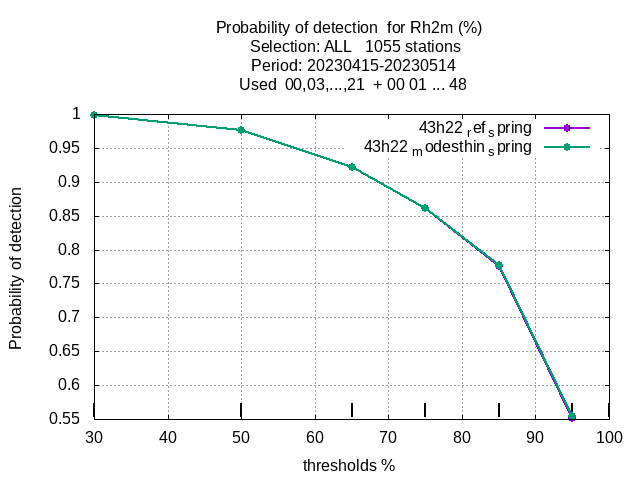 Probability of detection  for Rh2m (%)
Selection: ALL   1055 stations
Period: 20230415-20230514
Used  00,03,...,21  + 00 01 ... 48
1
0.95
0.9
0.85
0.8
0.75
0.7
0.65
0.6
0.55
Probability of detection
43h22 ref spring
43h22 modesthin spring
30 40 50 60 70 80 90 100
thresholds %